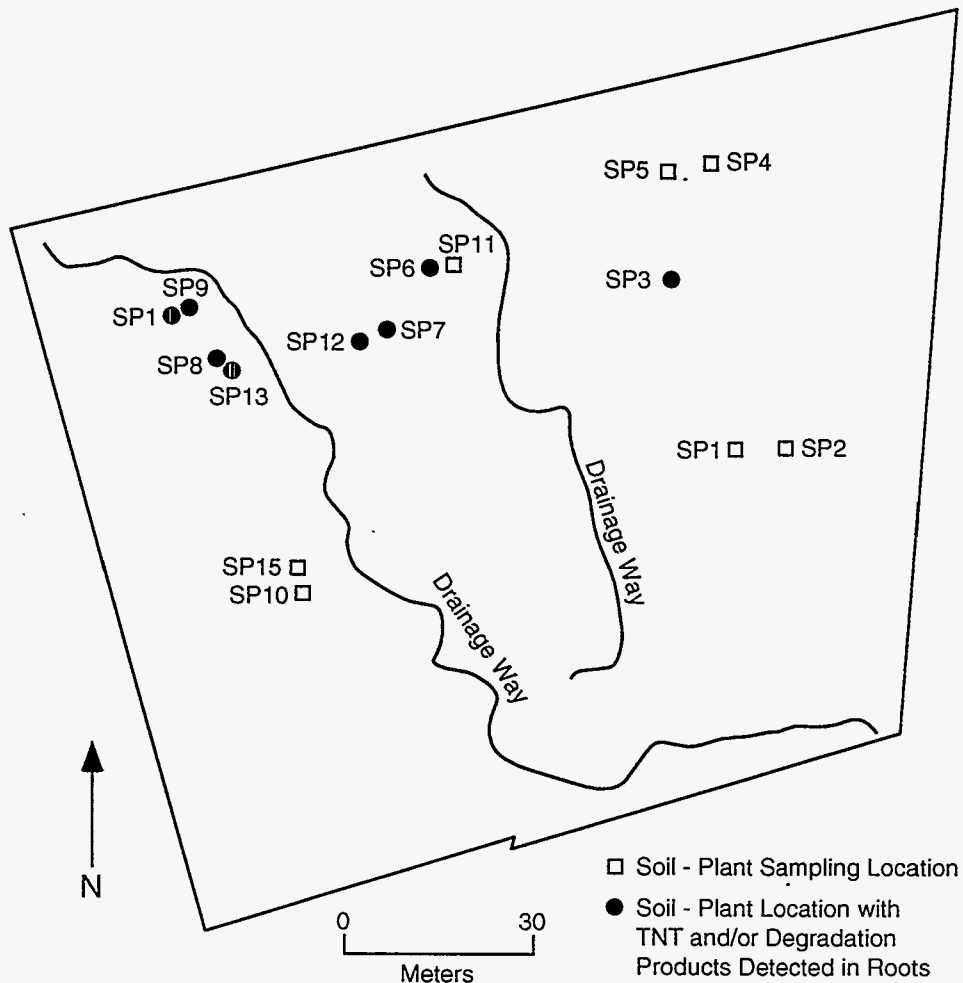 SP5
SP4
SP11
SP6
SP3
SP9
SP1
SP12
SP7
SP8
SP13
SP1
SP2
Drainage Way
SP15
SP10
Drainage Way
N
Soil - Plant Sampling Location
0 30
Meters
Soil - Plant Location with
TNT and/or Degradation
Products Detected in Roots